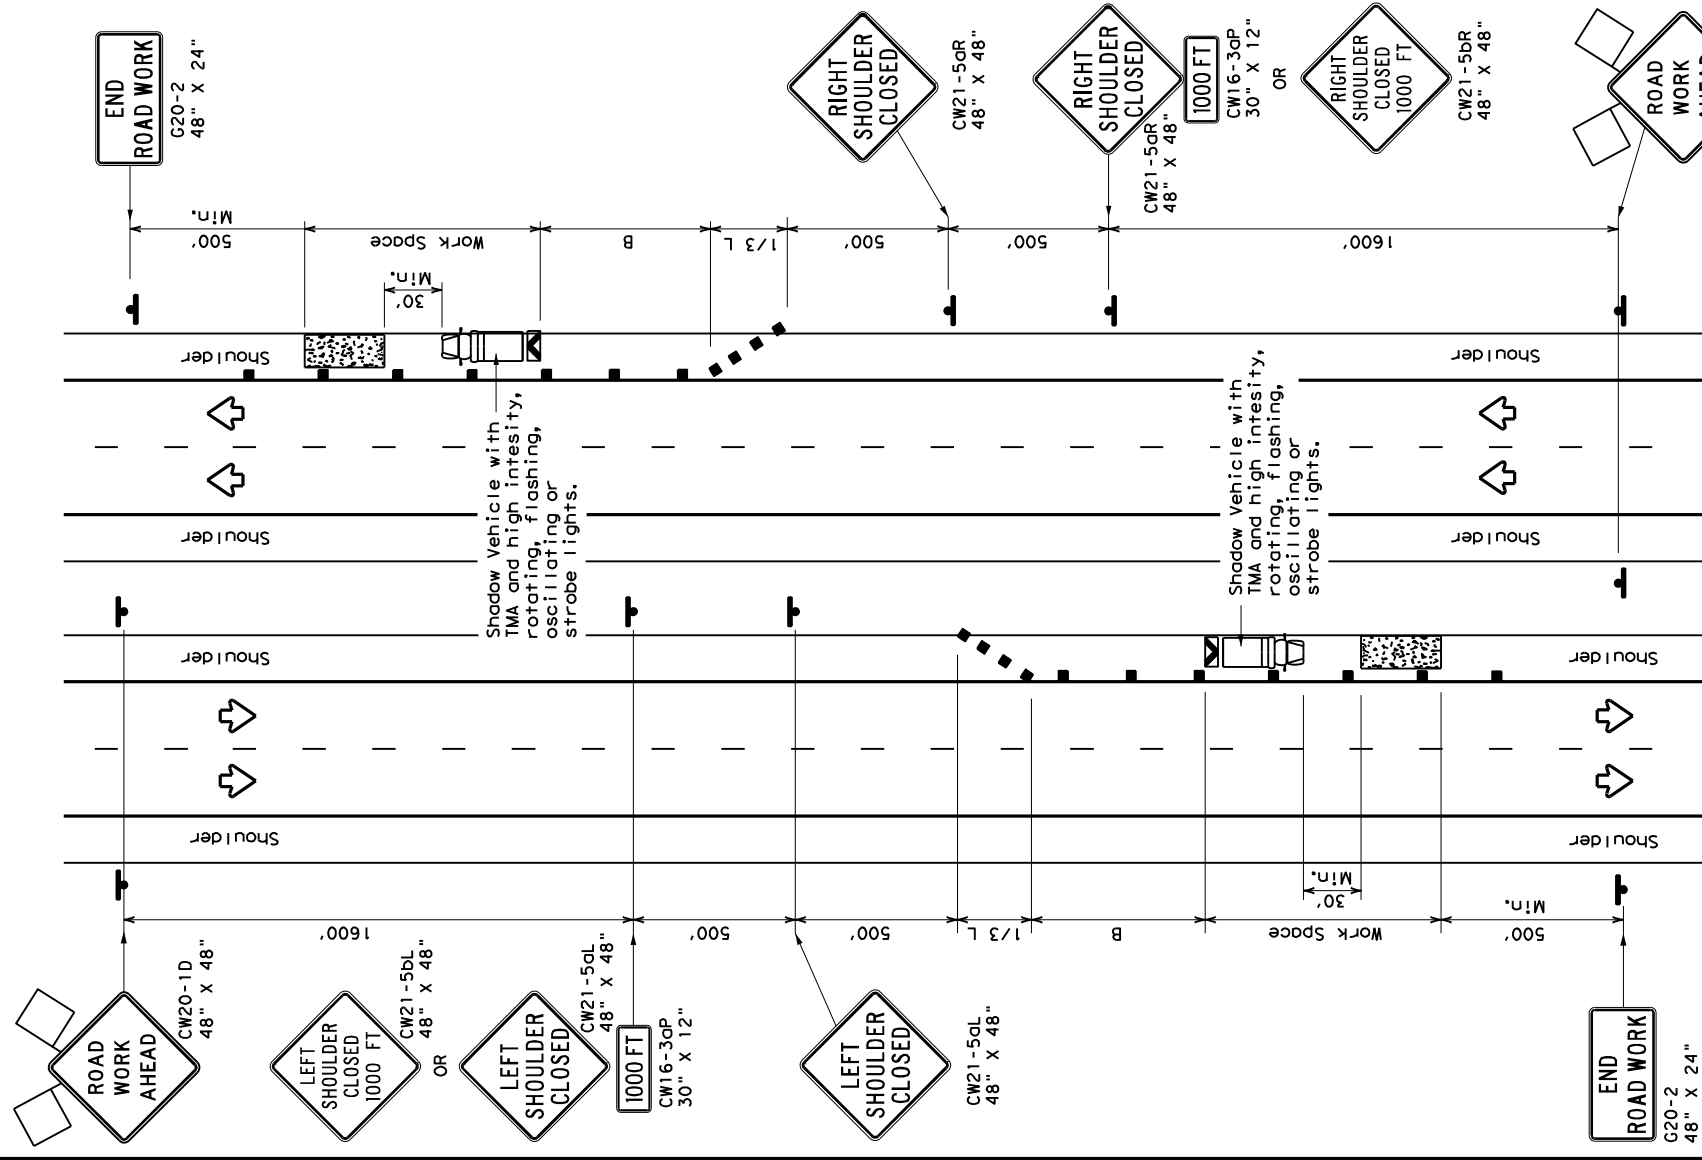 END
ROAD WORK
G20-2
48" X 24"
RIGHT
SHOULDER
CLOSED
CW21-5aR
48" X 48"
RIGHT
SHOULDER
CLOSED
CW21-5aR
48" X 48"
1000 FT
CW16-3aP
30" X 12"
OR
RIGHT
SHOULDER
CLOSED
1000 FT
CW21-5bR
48" X 48"
ROAD
WORK
AHEAD
500'
Min.
Work Space
B
1/3 L
500'
500'
1600'
30'
Min.
Shoulder
Shoulder
Shadow Vehicle with
TMA and high intesity,
rotating, flashing,
oscillating or
strobe lights.
Shoulder
Shoulder
Shadow Vehicle with
TMA and high intesity,
rotating, flashing,
oscillating or
strobe lights.
Shoulder
Shoulder
Shoulder
Shoulder
30'
Min.
1600'
500'
500'
1/3 L
B
Work Space
500'
Min.
ROAD
WORK
AHEAD
CW20-1D
48" X 48"
LEFT
SHOULDER
CLOSED
1000 FT
CW21-5bL
48" X 48"
OR
LEFT
SHOULDER
CLOSED
CW21-5aL
48" X 48"
1000 FT
CW16-3aP
30" X 12"
LEFT
SHOULDER
CLOSED
CW21-5aL
48" X 48"
END
ROAD WORK
G20-2
48" X 24"